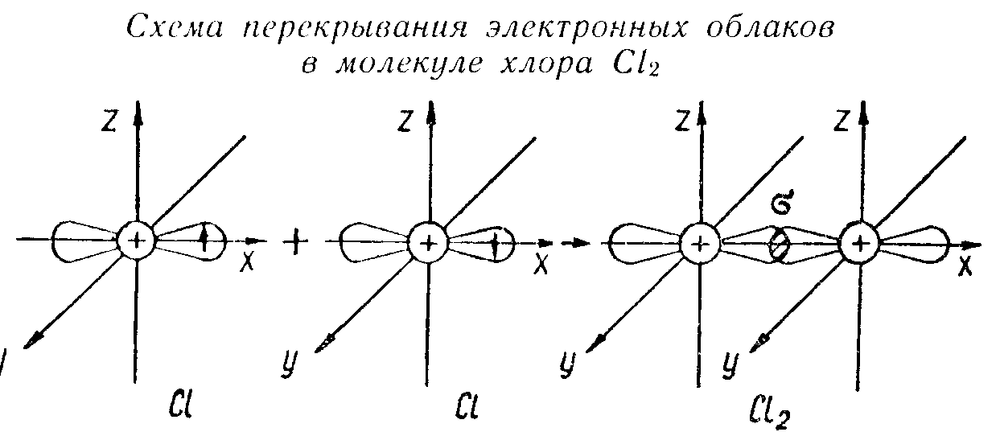 Схема перекрывания электронных облаков
в молекуле хлора Cl₂
Z Z Z Z
σ
+ + + + + +
X X X
y y y
Cl Cl Cl₂